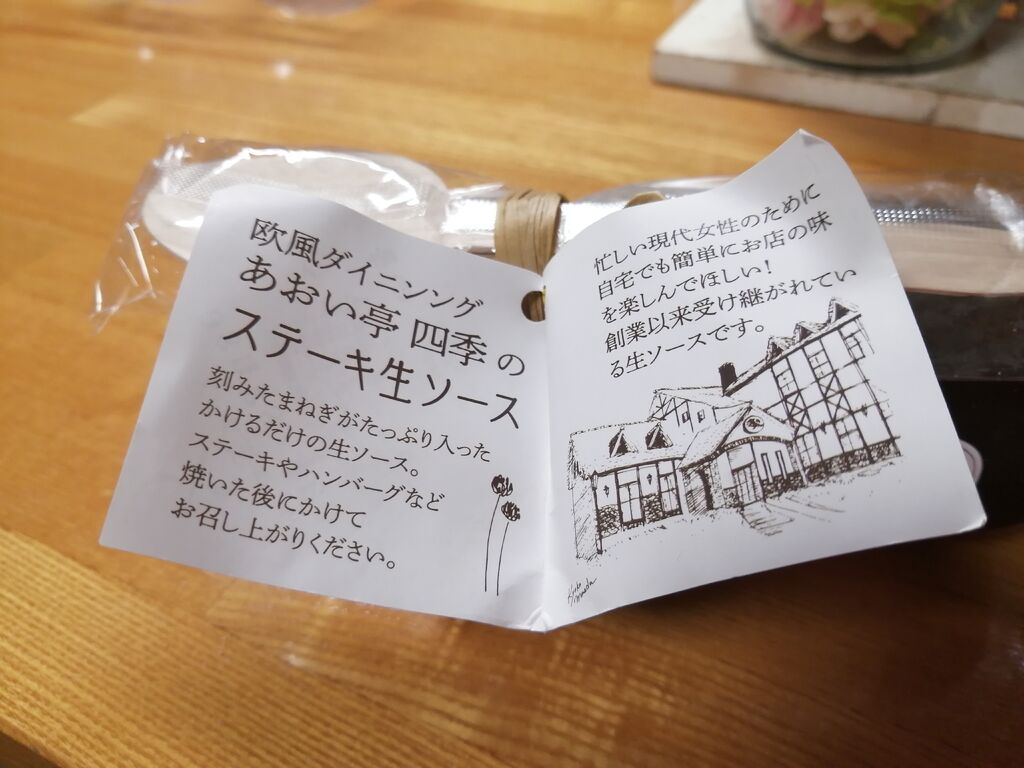 欧風ダイニング
あおい亭 四季 の
ステーキ生ソース
刻みたまねぎがたっぷり入った
かけるだけの生ソース。
ステーキやハンバーグなど
焼いた後にかけて
お召し上がりください。
忙しい現代女性のために
自宅でも簡単にお店の味
を楽しんでほしい！
創業以来受け継がれてい
る生ソースです。